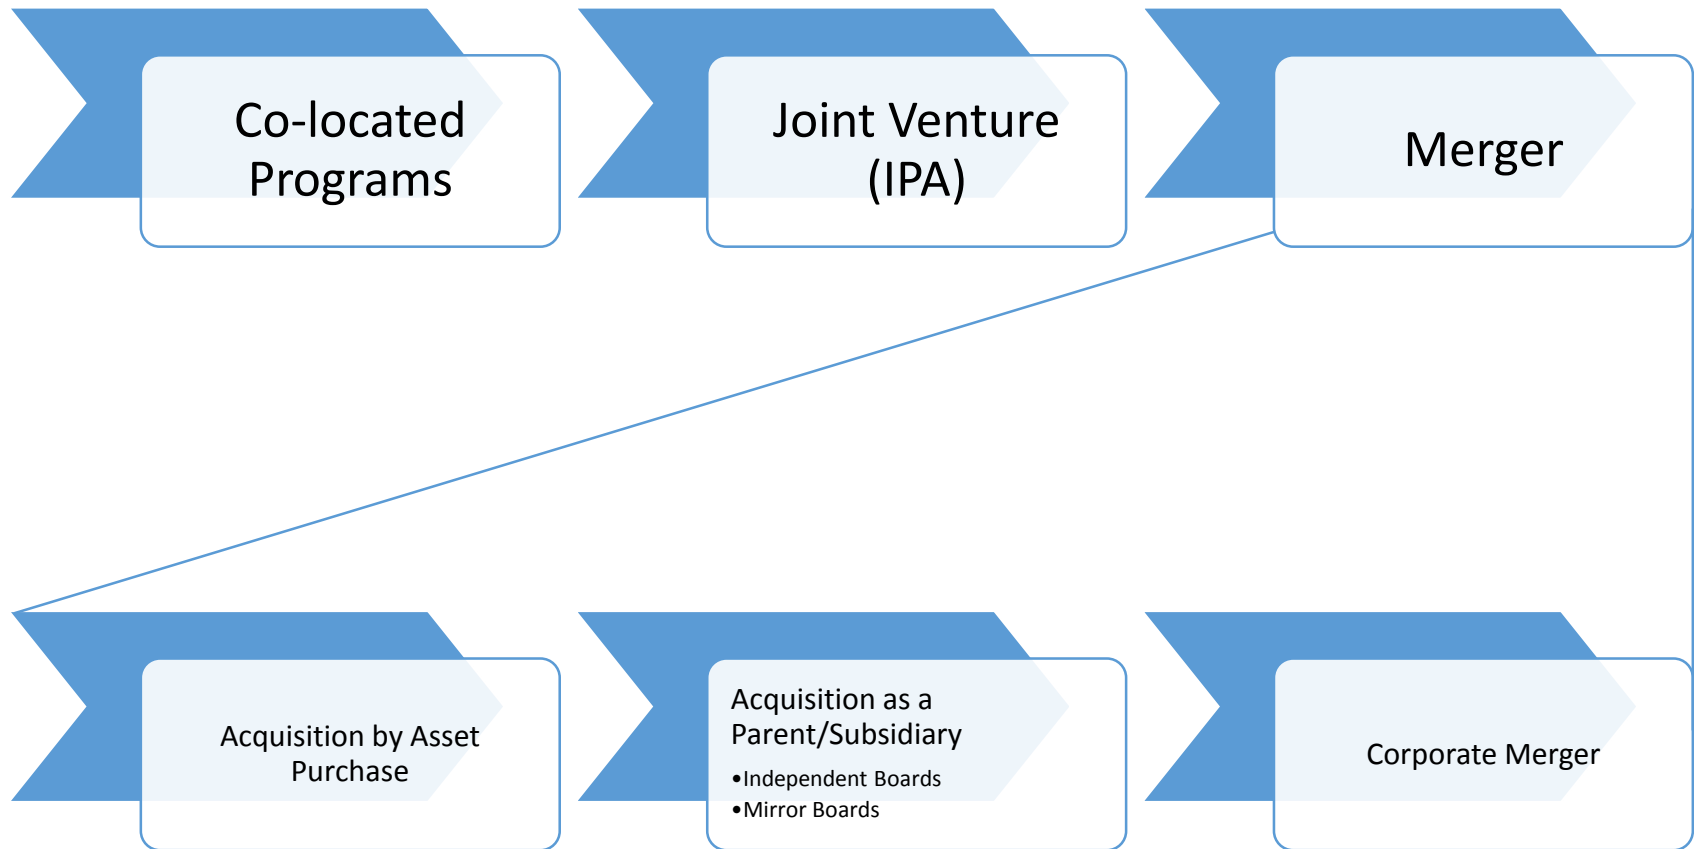 Co-located
Programs
Joint Venture
(IPA)
Merger
Acquisition by Asset
Purchase
Acquisition as a
Parent/Subsidiary
•Independent Boards
•Mirror Boards
Corporate Merger